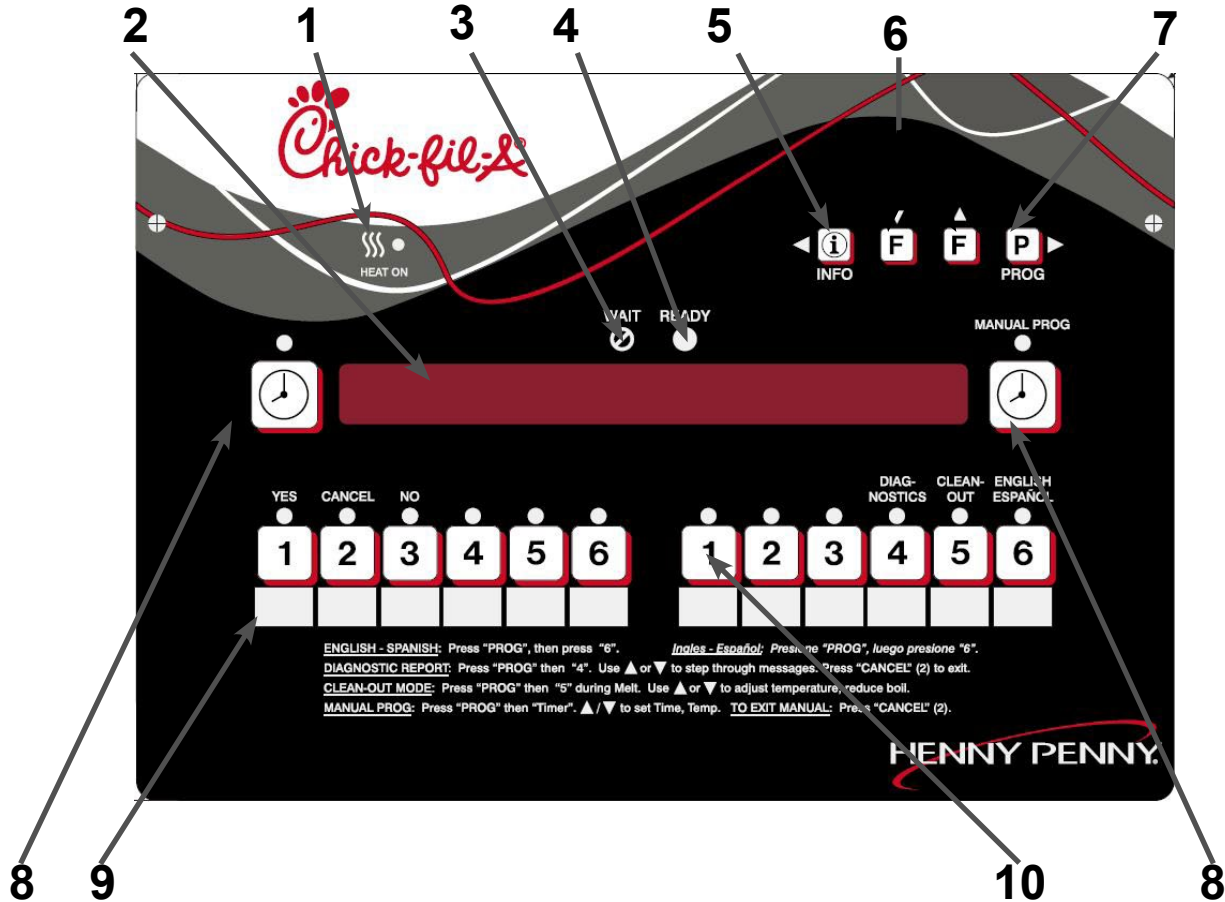 2 1 3 4 5 6 7
Chick-fil-A®
HEAT ON
i F F P
INFO PROG
WAIT READY
MANUAL PROG
YES CANCEL NO DIAG-NOSTICS CLEAN-OUT ENGLISH ESPAÑOL
1 2 3 4 5 6 1 2 3 4 5 6
ENGLISH - SPANISH: Press "PROG", then press "6". Ingles - Español: Presione "PROG", luego presione "6".
DIAGNOSTIC REPORT: Press "PROG" then "4". Use ▲ or ▼ to step through messages. Press "CANCEL" (2) to exit.
CLEAN-OUT MODE: Press "PROG" then "5" during Melt. Use ▲ or ▼ to adjust temperature, reduce boil.
MANUAL PROG: Press "PROG" then "Timer". ▲ / ▼ to set Time, Temp. TO EXIT MANUAL: Press "CANCEL" (2).
HENNY PENNY.
8 9 10 8